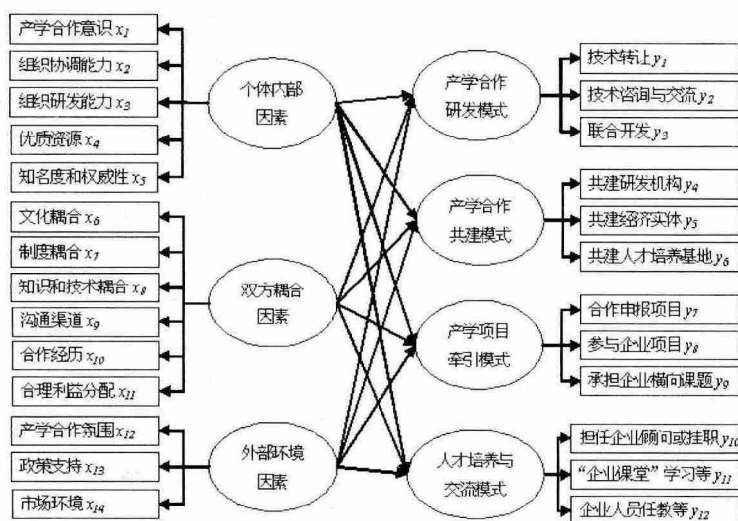 产学合作意识 x1
组织协调能力 x2
组织研发能力 x3
优质资源 x4
知名度和权威性 x5
文化耦合 x6
制度耦合 x7
知识和技术耦合 x8
沟通渠道 x9
合作经历 x10
合理利益分配 x11
产学合作氛围 x12
政策支持 x13
市场环境 x14
个体内部
因素
双方耦合
因素
外部环境
因素
产学合作
研发模式
产学合作
共建模式
产学项目
牵引模式
人才培养与
交流模式
技术转让 y1
技术咨询与交流 y2
联合开发 y3
共建研发机构 y4
共建经济实体 y5
共建人才培养基地 y6
合作申报项目 y7
参与企业项目 y8
承担企业横向课题 y9
担任企业顾问或挂职 y10
“企业课堂”学习等 y11
企业人员任教等 y12